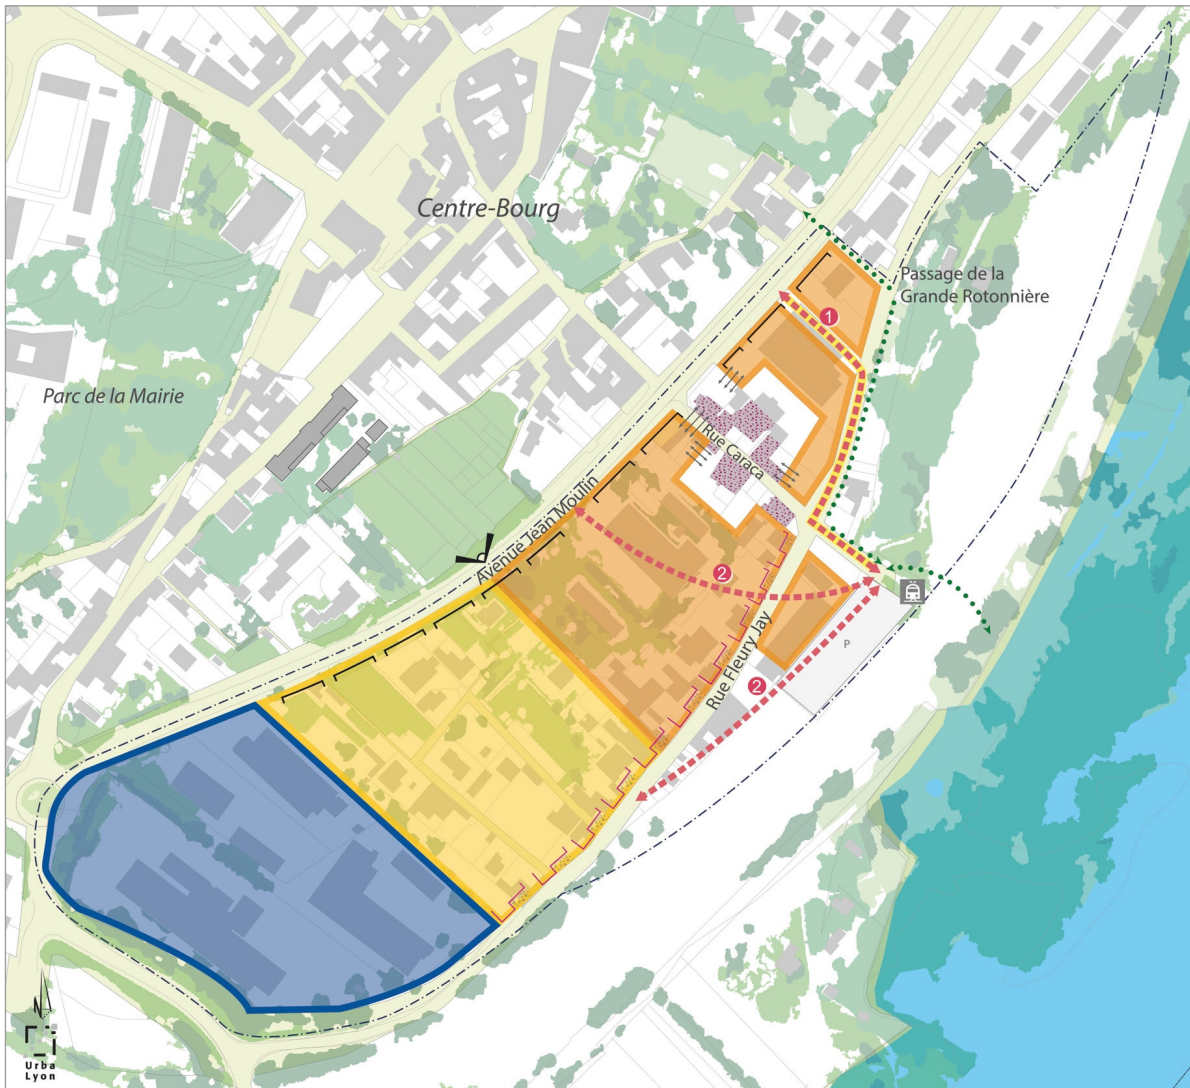 Centre-Bourg
Passage de la
Grande Rotonnière
1
Parc de la Mairie
Rue Caraca
Avenue Jean Moulin
2
P
Rue Fleury Jay
2
N
Urba
Lyon